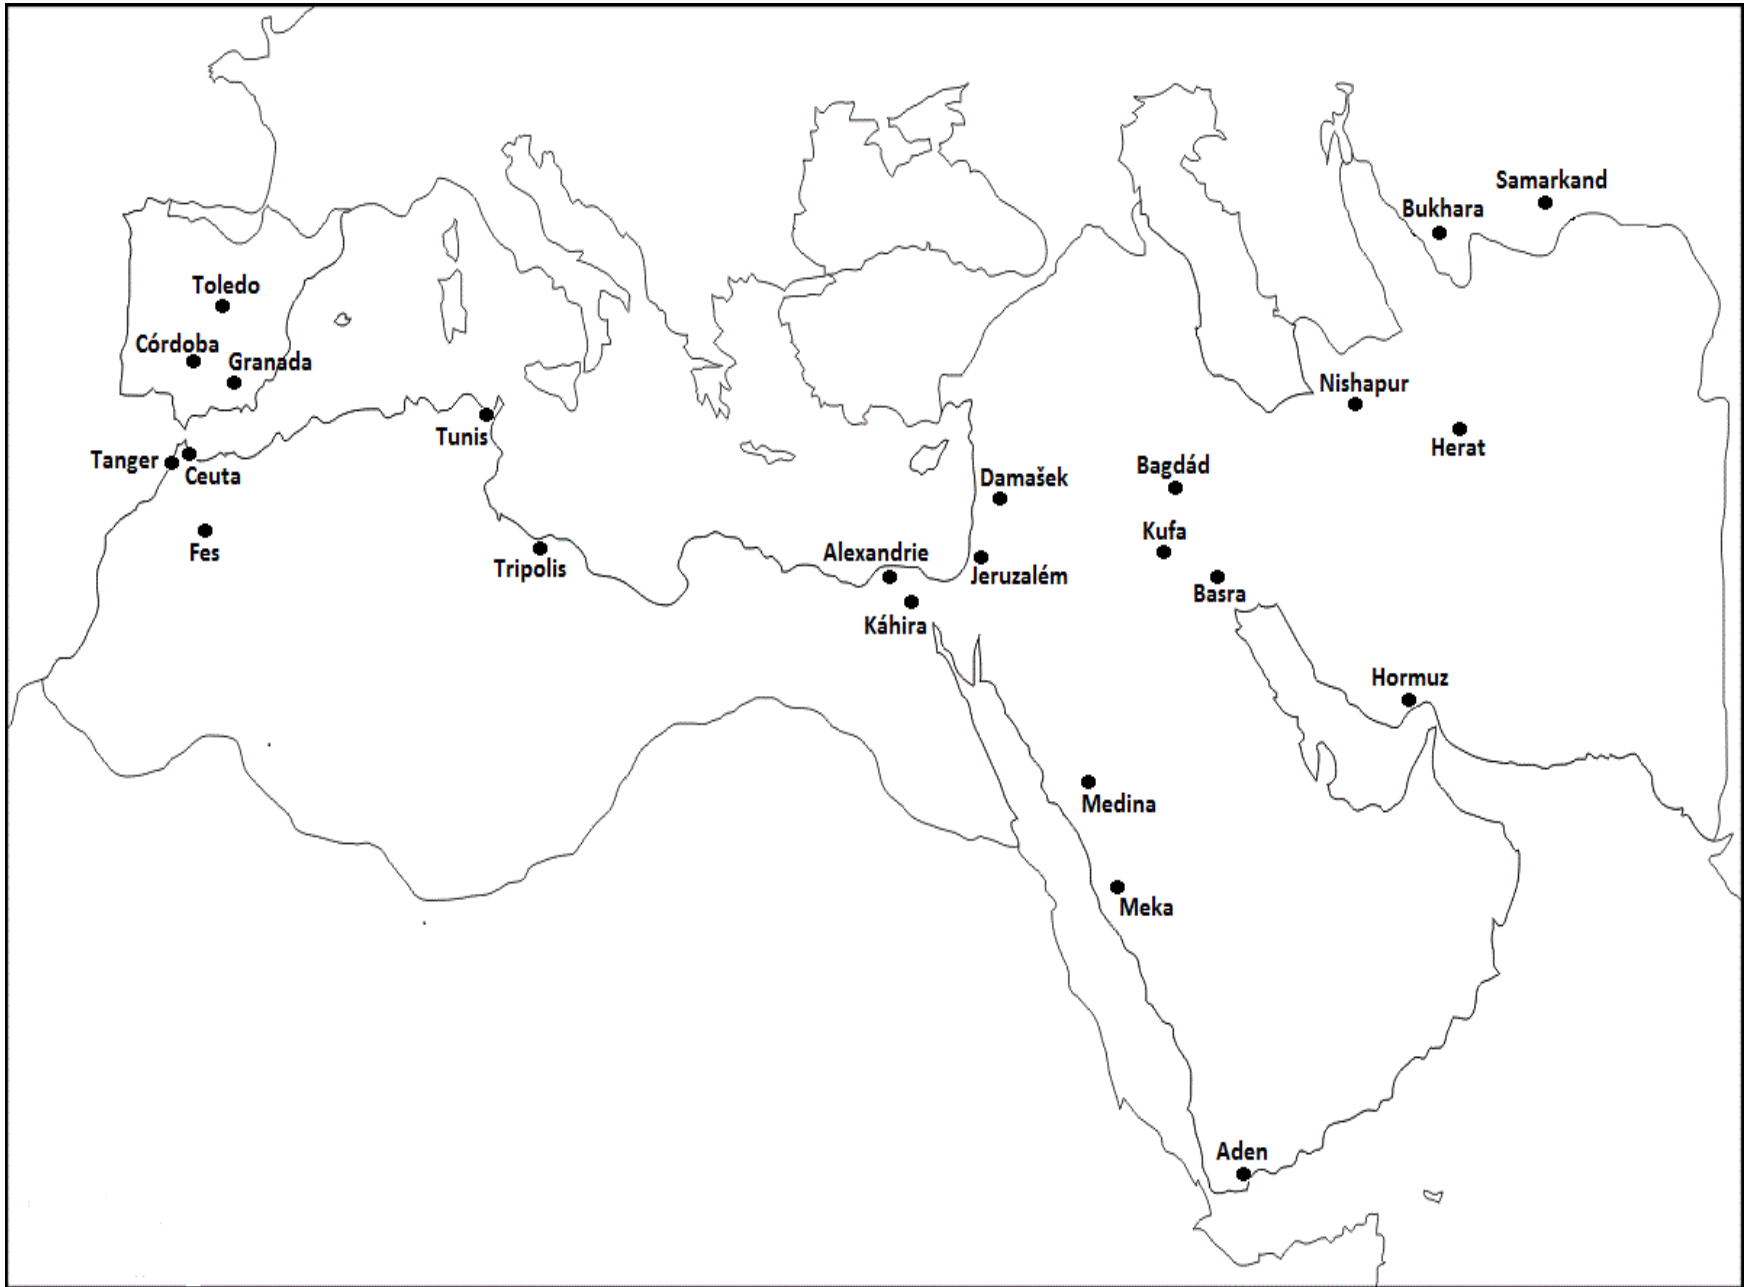 Samarkand
Bukhara
Toledo
Córdoba
Granada
Nishapur
Tunis
Herat
Tanger
Ceuta
Bagdád
Damašek
Kufa
Fes
Alexandrie
Tripolis
Jeruzalém
Basra
Káhira
Hormuz
Medina
Meka
Aden